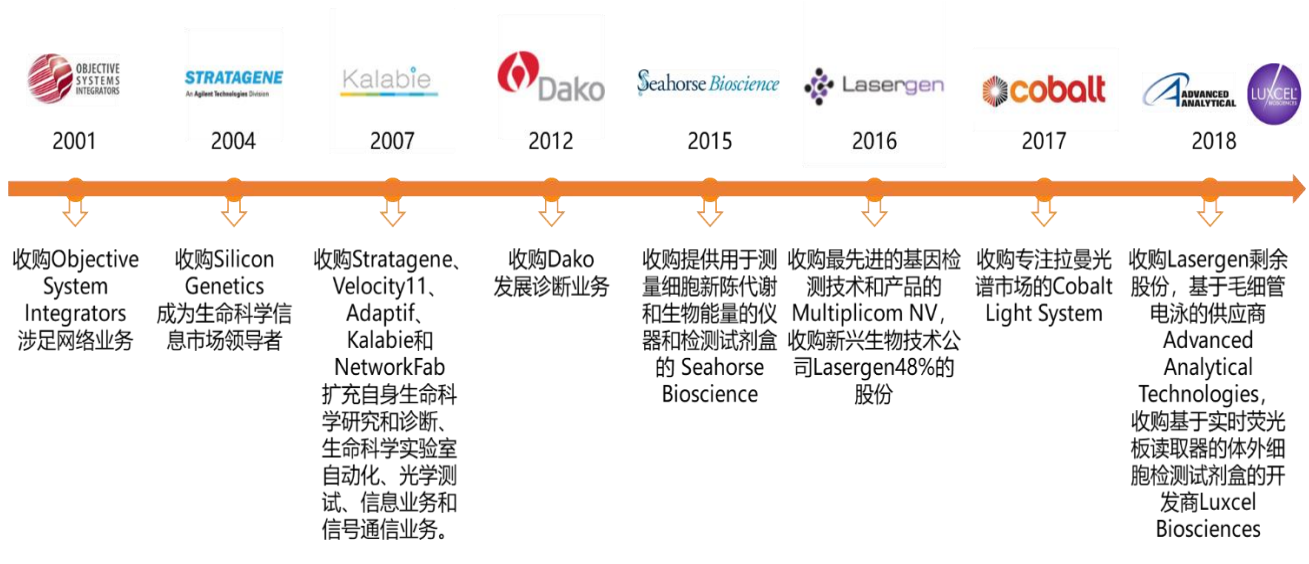 OBJECTIVE
SYSTEMS
INTEGRATORS
STRATAGENE
An Agilent Technologies Division
Kalabie
Dako
Seahorse Bioscience
Lasergen
cobalt
ADVANCED
ANALYTICAL
LUXCEL
BIOSCIENCES
2001
2004
2007
2012
2015
2016
2017
2018
收购Objective
System
Integrators
涉足网络业务
收购Silicon
Genetics
成为生命科学信
息市场领导者
收购Stratagene、
Velocity11、
Adaptif、
Kalabie和
NetworkFab
扩充自身生命科
学研究和诊断、
生命科学实验室
自动化、光学测
试、信息业务和
信号通信业务。
收购Dako
发展诊断业务
收购提供用于测
量细胞新陈代谢
和生物能量的仪
器和检测试剂盒
的 Seahorse
Bioscience
收购最先进的基因检
测技术和产品的
Multiplicom NV，
收购新兴生物技术公
司Lasergen48%的
股份
收购专注拉曼光
谱市场的Cobalt
Light System
收购Lasergen剩余
股份，基于毛细管
电泳的供应商
Advanced
Analytical
Technologies，
收购基于实时荧光
板读取器的体外细
胞检测试剂盒的开
发商Luxcel
Biosciences